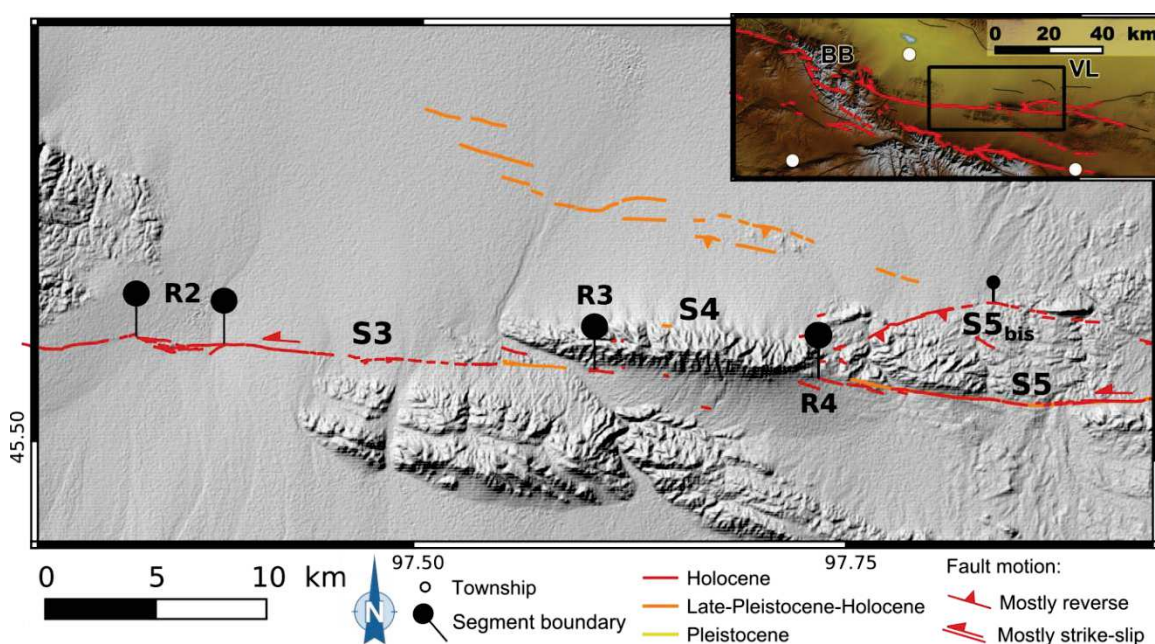 0 20 40 km
BB
VL
R2
S3
R3
S4
R4
S5bis
S5
45.50
97.50
97.75
0 5 10 km
N
Township
Segment boundary
Holocene
Late-Pleistocene-Holocene
Pleistocene
Fault motion:
Mostly reverse
Mostly strike-slip